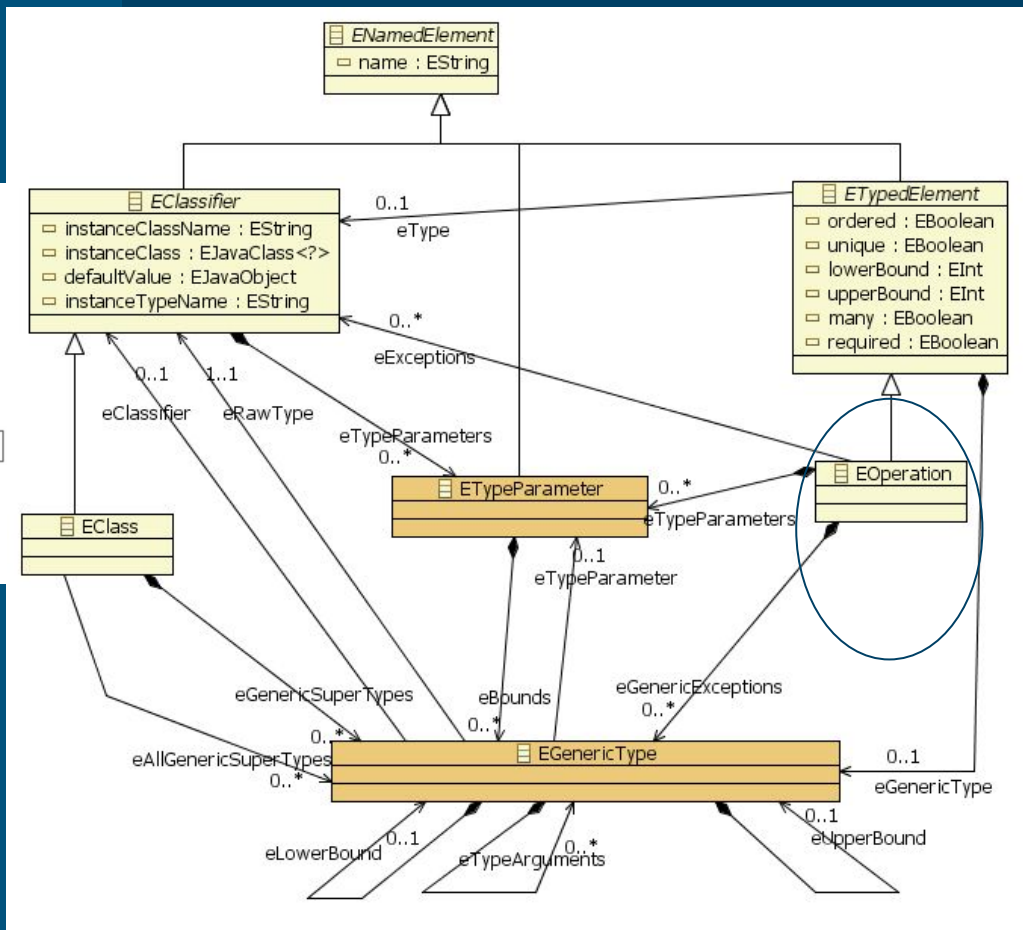 ENamedElement
name : EString
EClassifier
instanceClassName : EString
instanceClass : EJavaClass<?>
defaultValue : EJavaObject
instanceTypeName : EString
0..1
eType
ETypedElement
ordered : EBoolean
unique : EBoolean
lowerBound : EInt
upperBound : EInt
many : EBoolean
required : EBoolean
0..*
eExceptions
0..1
eClassifier
1..1
eRawType
eTypeParameters
0..*
ETypeParameter
0..*
eTypeParameters
EOperation
EClass
0..1
eTypeParameter
eGenericSuperTypes
0..*
eBounds
0..*
eGenericExceptions
0..*
eAllGenericSuperTypes
0..*
EGenericType
0..1
eGenericType
eLowerBound
0..1
eTypeArguments
0..*
0..1
eUpperBound